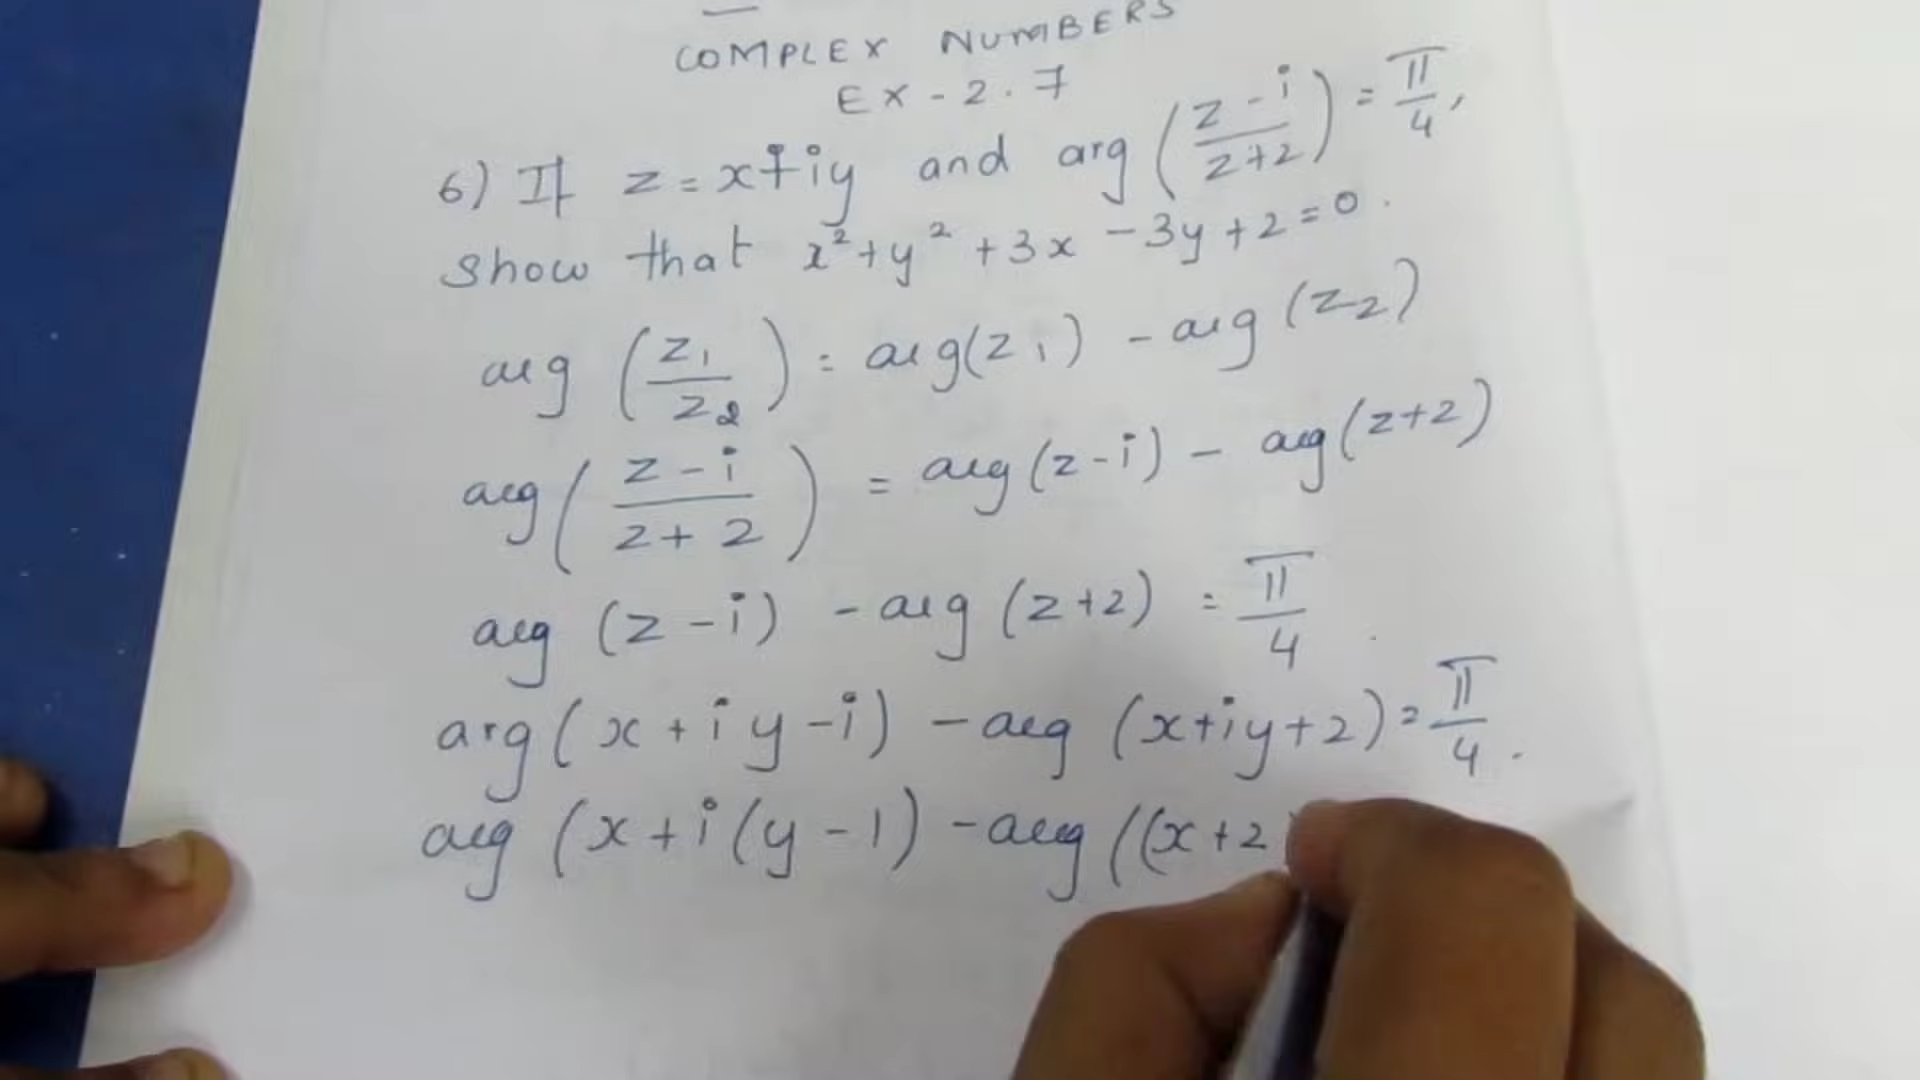 COMPLEX NUMBERS
EX - 2.7
6) If z = x+iy and arg (z-i / z+2) = π/4,
show that x²+y²+3x-3y+2=0.
arg (z₁ / z₂) = arg(z₁) - arg(z₂)
arg (z-i / z+2) = arg(z-i) - arg(z+2)
arg (z-i) - arg (z+2) = π/4
arg (x+iy-i) - arg (x+iy+2) = π/4.
arg (x+i(y-1) - arg ((x+2